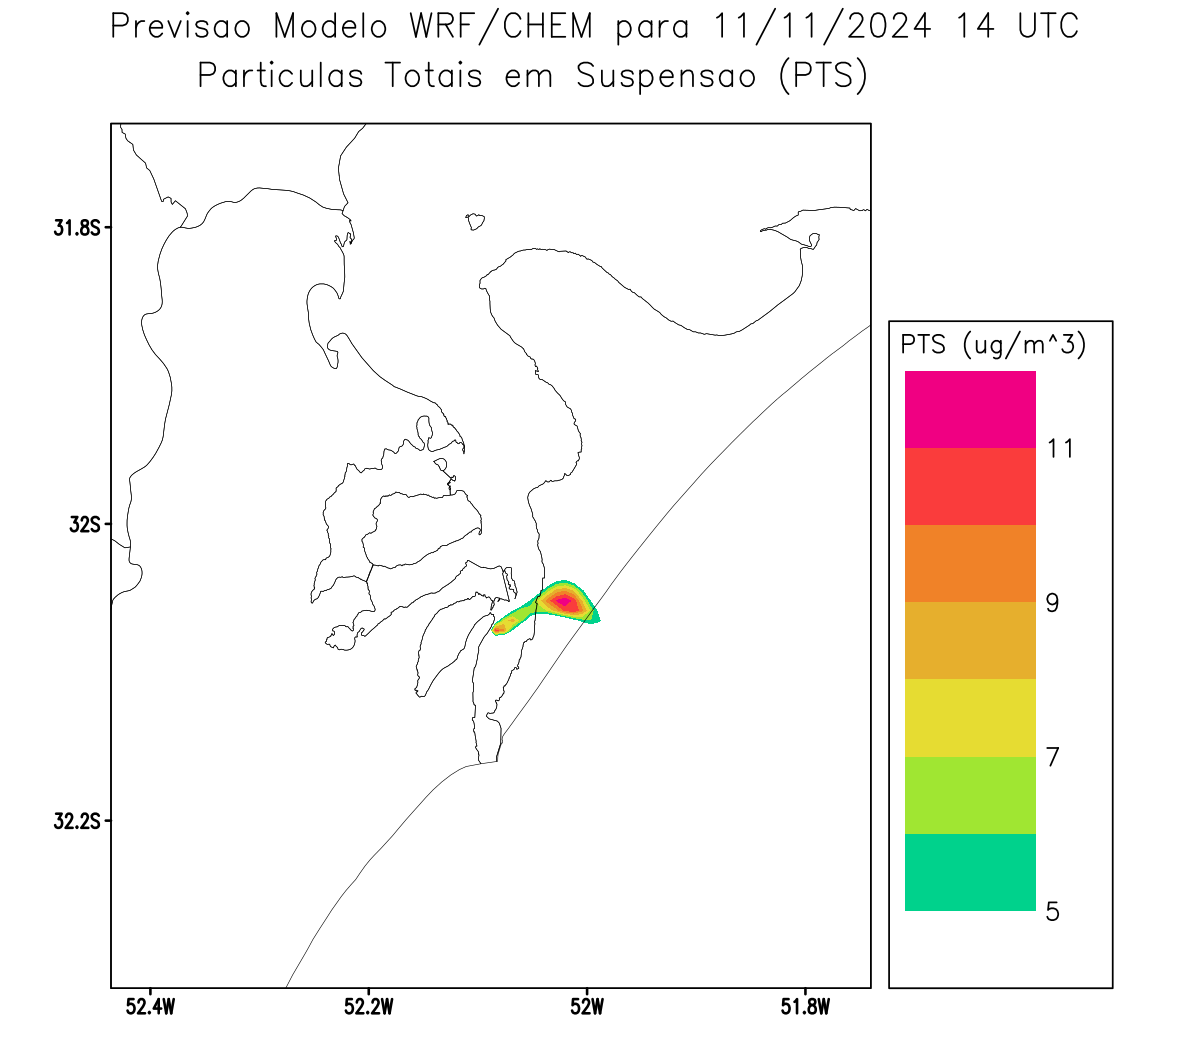 Previsao Modelo WRF/CHEM para 11/11/2024 14 UTC
Particulas Totais em Suspensao (PTS)
31.8S
32S
32.2S
52.4W
52.2W
52W
51.8W
PTS (ug/m^3)
11
9
7
5